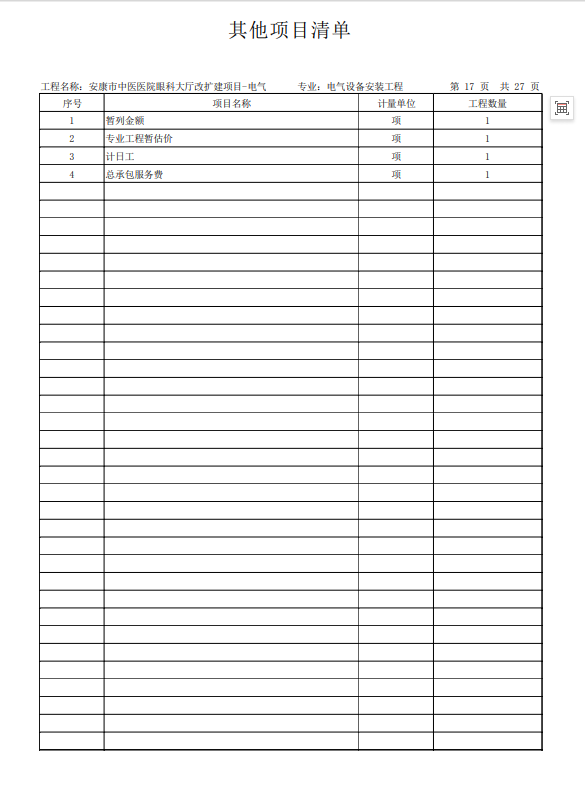 其他项目清单
工程名称：安康市中医医院眼科大厅改扩建项目-电气 专业：电气设备安装工程 第 17 页 共 27 页
序号 项目名称 计量单位 工程数量
1 暂列金额 项 1
2 专业工程暂估价 项 1
3 计日工 项 1
4 总承包服务费 项 1